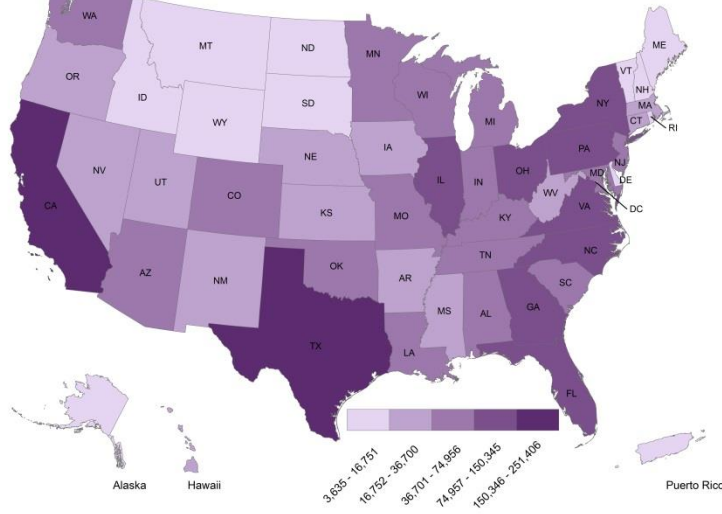 WA
ME
MT
ND
MN
VT
OR
NH
ID
SD
WI
NY
MA
WY
MI
CT
RI
IA
PA
NE
NJ
NV
OH
MD
DE
IL
IN
UT
WV
CO
VA
DC
CA
KS
MO
KY
NC
TN
AZ
OK
NM
AR
SC
MS
AL
GA
TX
LA
FL
3,635 - 16,751
16,752 - 36,700
36,701 - 74,956
74,957 - 150,345
150,346 - 251,406
Alaska
Hawaii
Puerto Rico